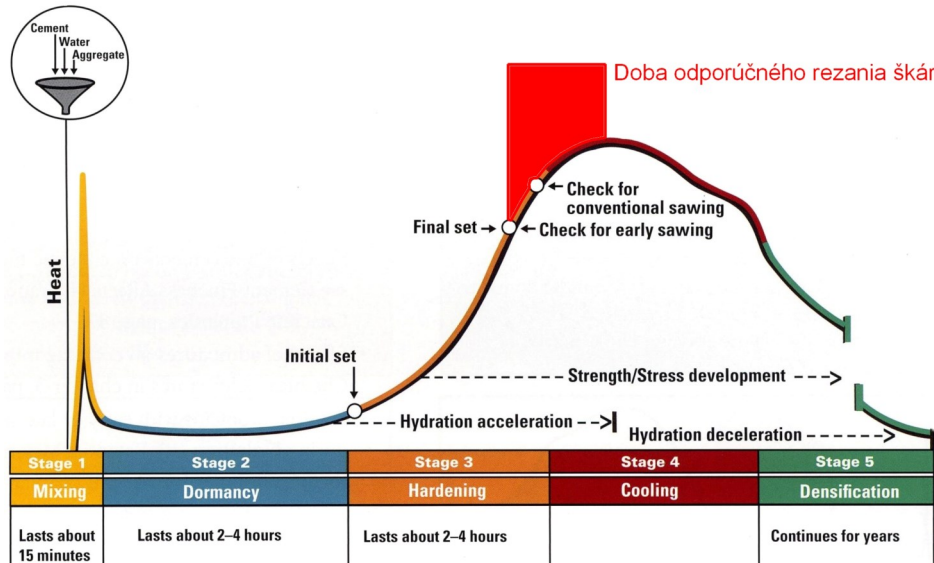 Cement
Water
Aggregate
Doba odporúčného rezania škár
Check for
conventional sawing
Final set
Check for early sawing
Heat
Initial set
Strength/Stress development
Hydration acceleration
Hydration deceleration
Stage 1
Stage 2
Stage 3
Stage 4
Stage 5
Mixing
Dormancy
Hardening
Cooling
Densification
Lasts about
15 minutes
Lasts about 2–4 hours
Lasts about 2–4 hours
Continues for years